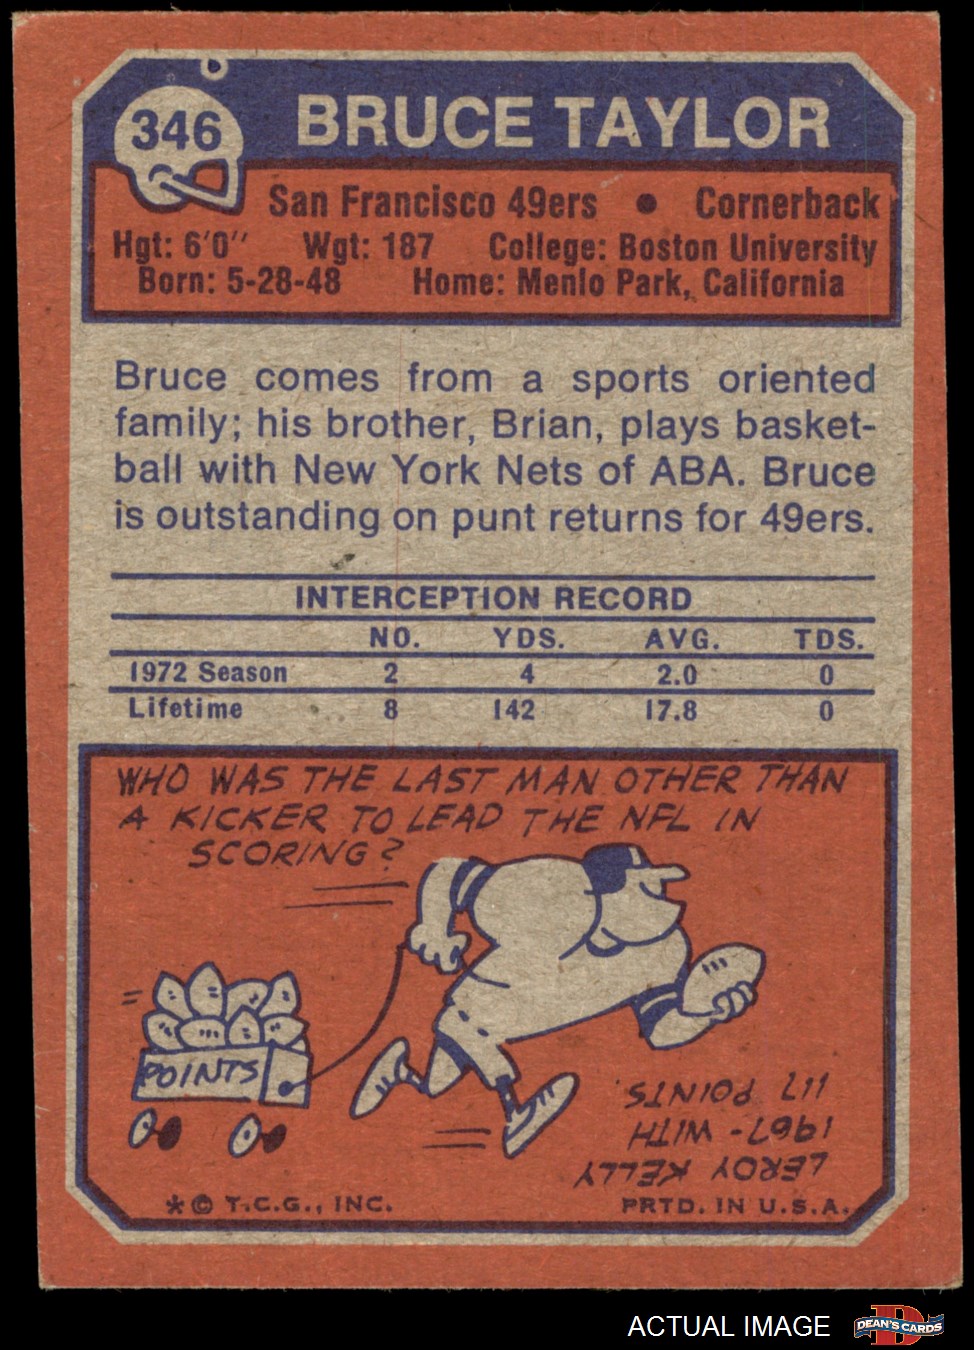 346
BRUCE TAYLOR
San Francisco 49ers • Cornerback
Hgt: 6'0" Wgt: 187 College: Boston University
Born: 5-28-48 Home: Menlo Park, California
Bruce comes from a sports oriented
family; his brother, Brian, plays basket-
ball with New York Nets of ABA. Bruce
is outstanding on punt returns for 49ers.
INTERCEPTION RECORD
NO. YDS. AVG. TDS.
1972 Season 2 4 2.0 0
Lifetime 8 142 17.8 0
WHO WAS THE LAST MAN OTHER THAN
A KICKER TO LEAD THE NFL IN
SCORING?
POINTS
LEROY KELLY
1967 - WITH
117 POINTS.
* © T.C.G., INC. PRTD. IN U.S.A.
ACTUAL IMAGE
D
DEAN'S CARDS